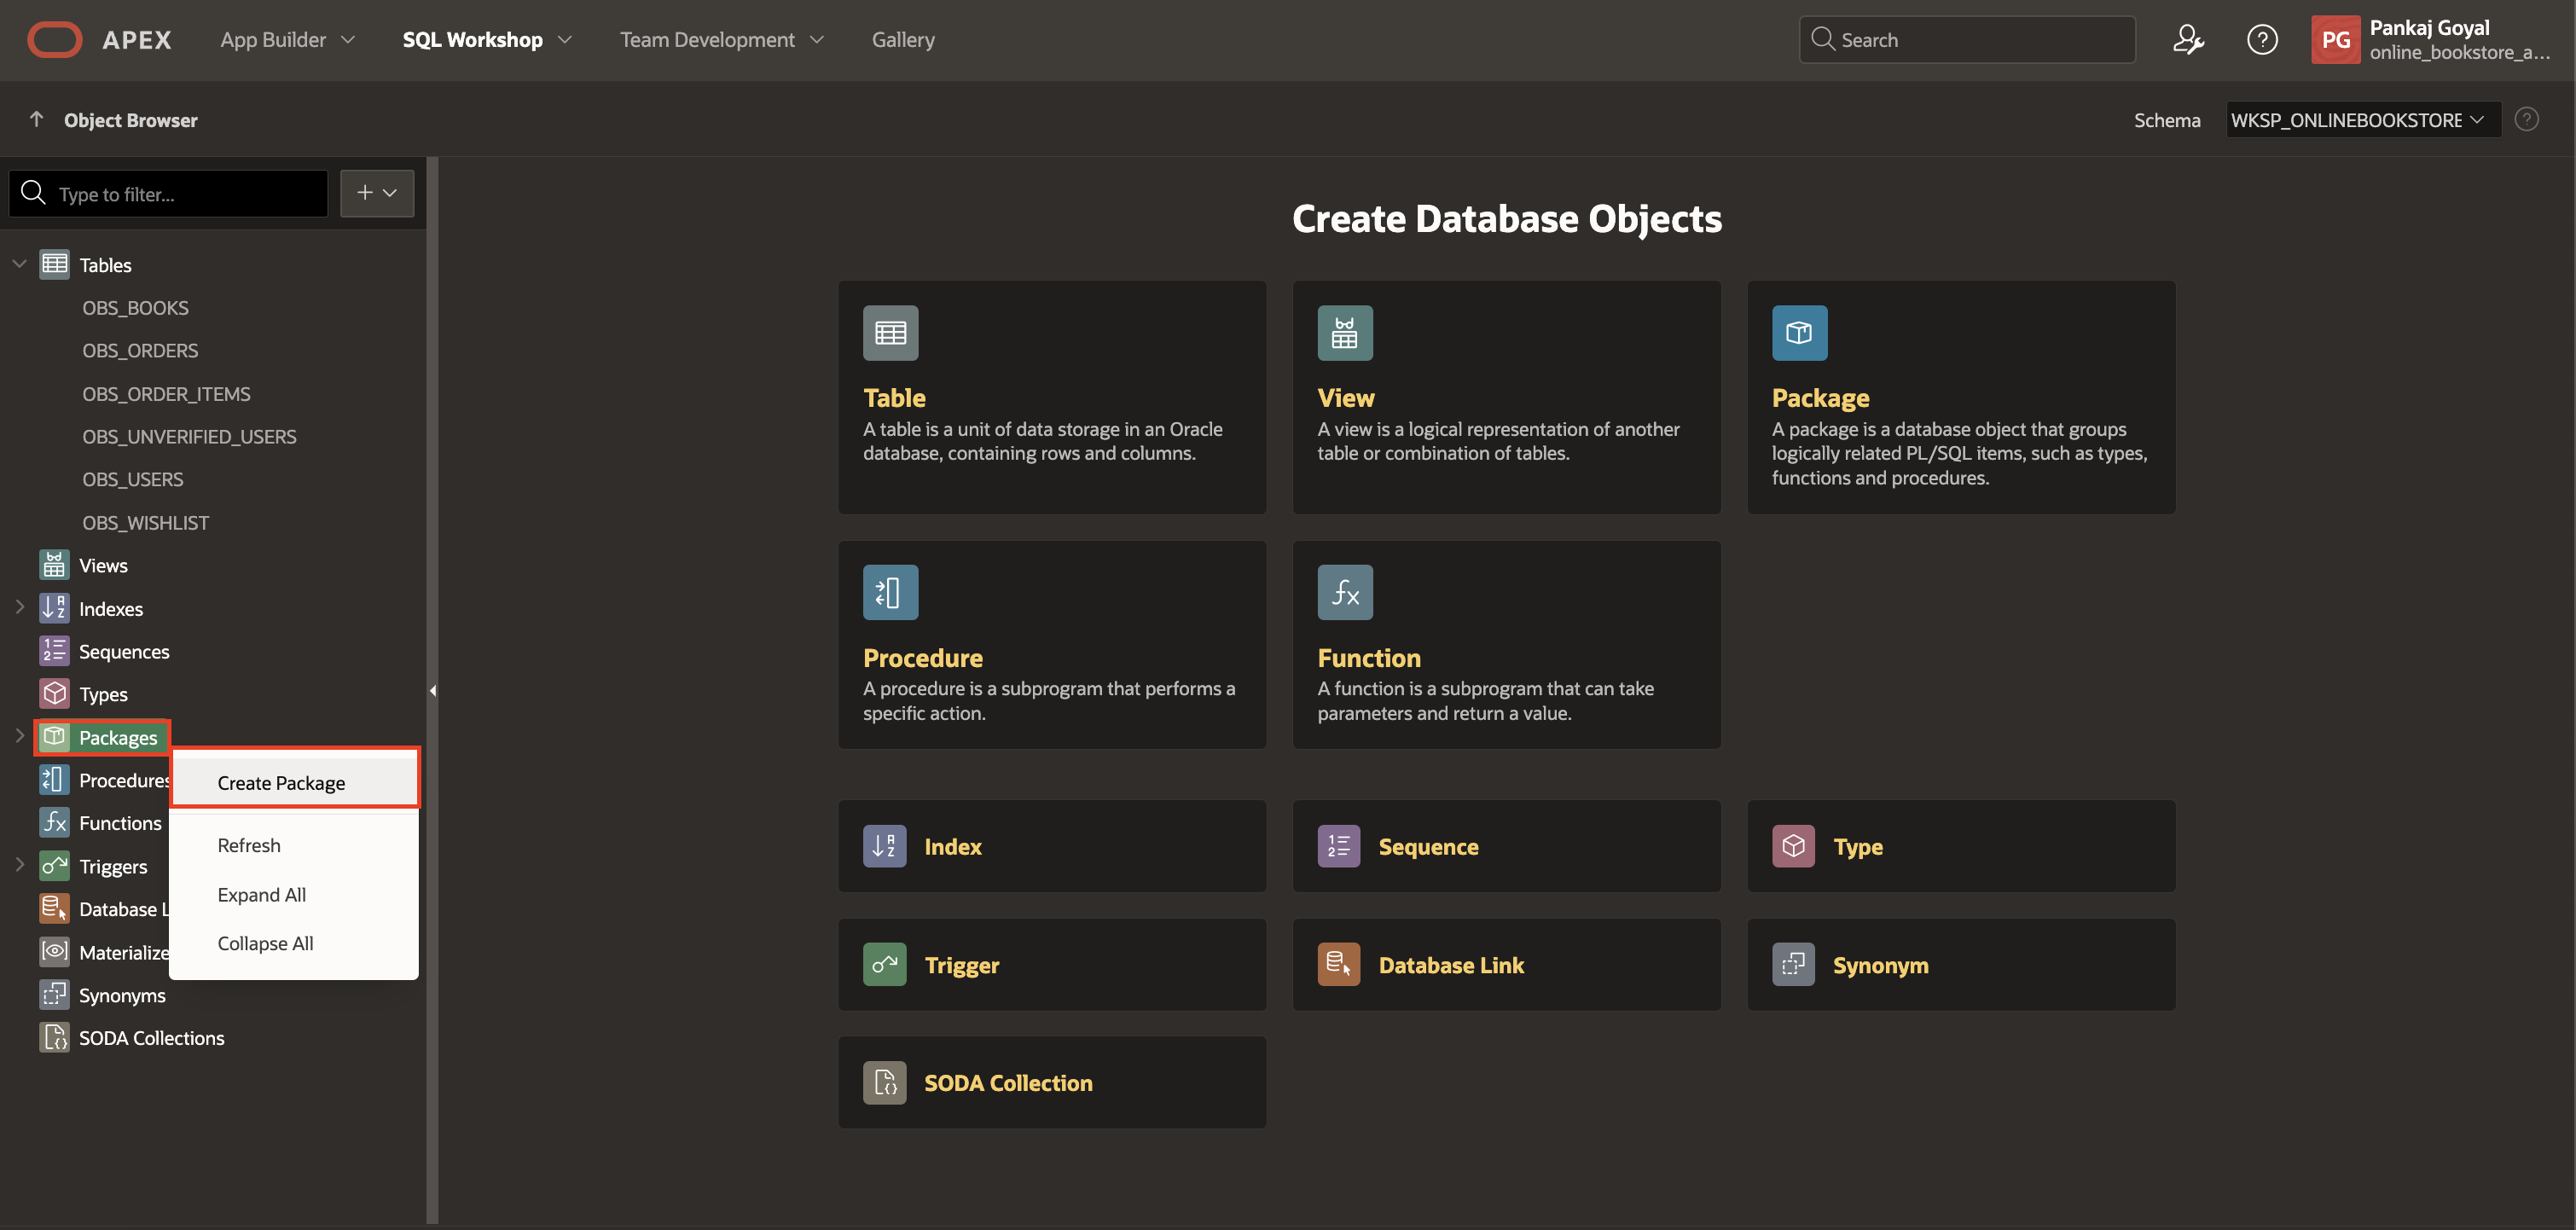 APEX
App Builder
SQL Workshop
Team Development
Gallery
Search
PG
Pankaj Goyal
online_bookstore_a...
Object Browser
Schema
WKSP_ONLINEBOOKSTORE
Type to filter...
Tables
OBS_BOOKS
OBS_ORDERS
OBS_ORDER_ITEMS
OBS_UNVERIFIED_USERS
OBS_USERS
OBS_WISHLIST
Views
Indexes
Sequences
Types
Packages
Procedures
Functions
Triggers
Database L
Materialize
Synonyms
SODA Collections
Create Package
Refresh
Expand All
Collapse All
Create Database Objects
Table
A table is a unit of data storage in an Oracle
database, containing rows and columns.
View
A view is a logical representation of another
table or combination of tables.
Package
A package is a database object that groups
logically related PL/SQL items, such as types,
functions and procedures.
Procedure
A procedure is a subprogram that performs a
specific action.
Function
A function is a subprogram that can take
parameters and return a value.
Index
Sequence
Type
Trigger
Database Link
Synonym
SODA Collection